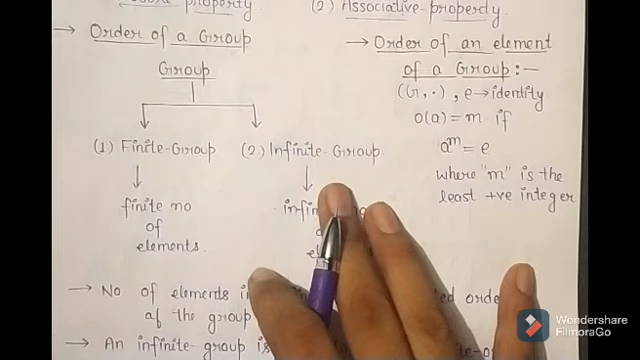 property
(2) Associative-property
→ Order of a Group
Group
(1) Finite-Group
(2) Infinite-Group.
finite no
of
elements.
→ Order of an element
of a Group:-
(G, ·), e→identity
o(a) = m if
a^m = e
where "m" is the
least +ve integer
→ No of elements in
of the group
→ An infinite-group is
Wondershare
FilmoraGo